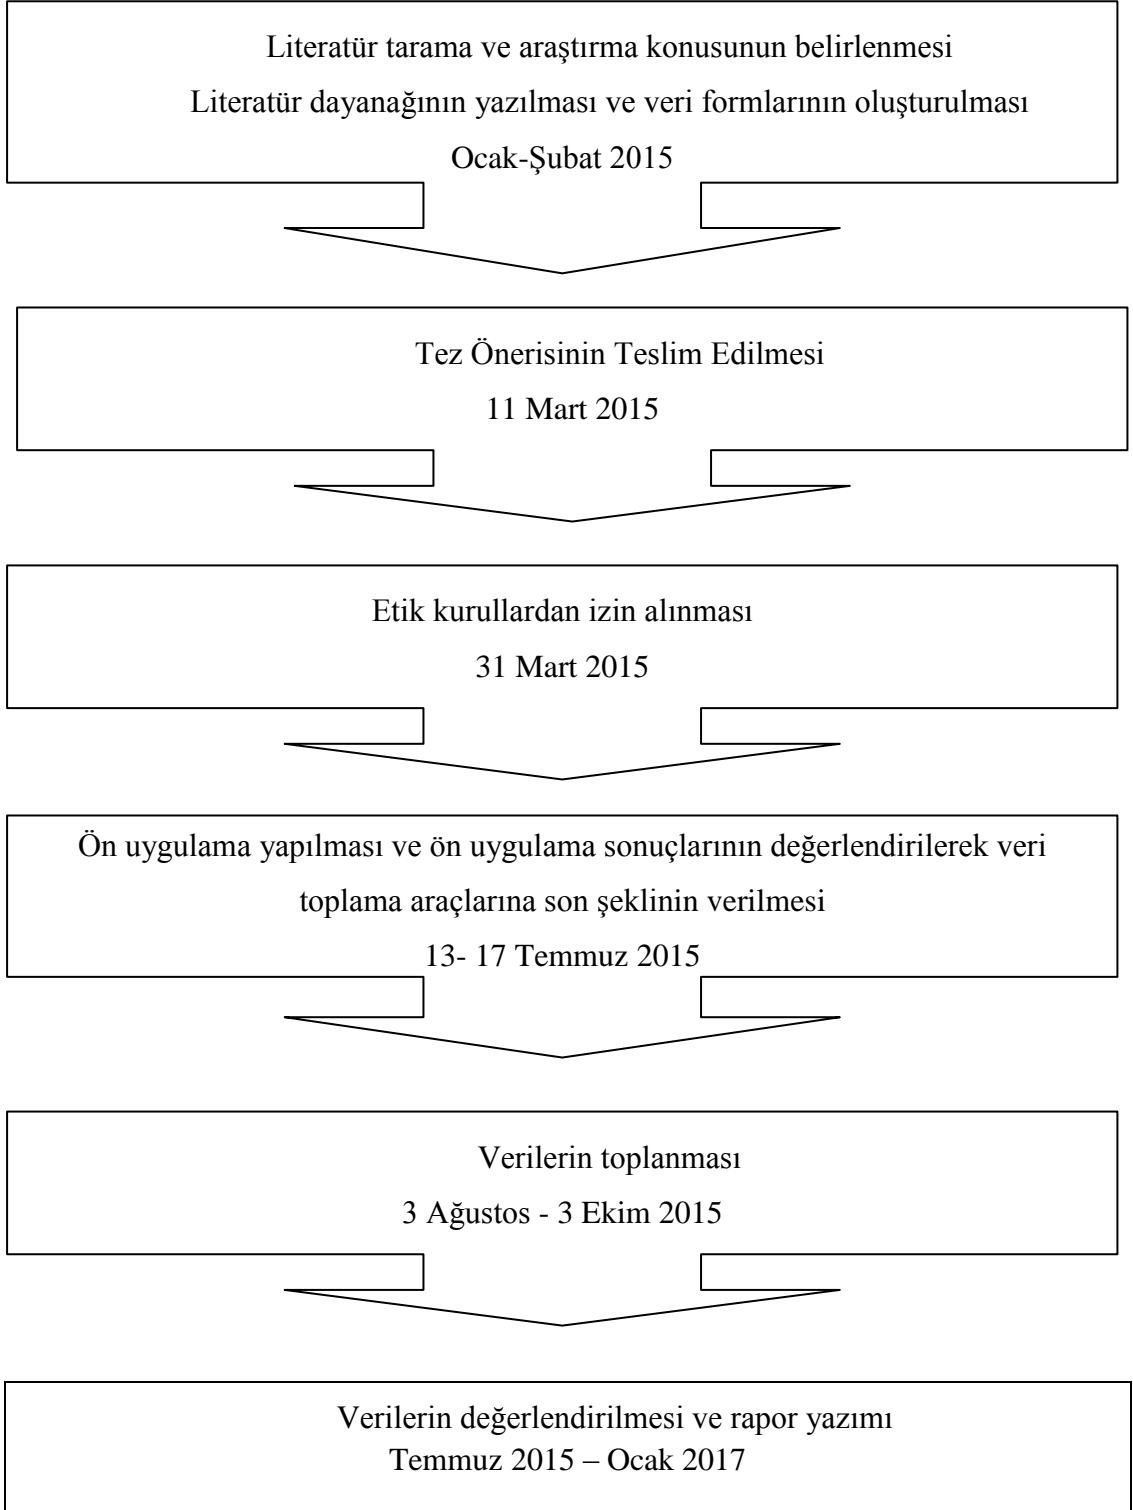 Literatür tarama ve araştırma konusunun belirlenmesi
Literatür dayanağının yazılması ve veri formlarının oluşturulması
Ocak-Şubat 2015
Tez Önerisinin Teslim Edilmesi
11 Mart 2015
Etik kurullardan izin alınması
31 Mart 2015
Ön uygulama yapılması ve ön uygulama sonuçlarının değerlendirilerek veri
toplama araçlarına son şeklinin verilmesi
13- 17 Temmuz 2015
Verilerin toplanması
3 Ağustos - 3 Ekim 2015
Verilerin değerlendirilmesi ve rapor yazımı
Temmuz 2015 – Ocak 2017